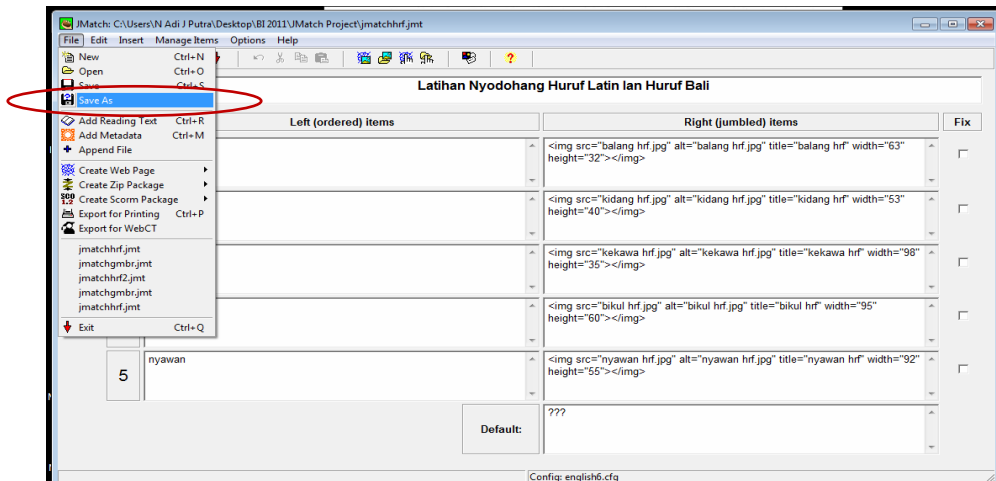 JMatch: C:\Users\N Adi J Putra\Desktop\BI 2011\JMatch Project\jmatchhrf.jmt
File Edit Insert Manage Items Options Help
New Ctrl+N
Open Ctrl+O
Save Ctrl+S
Save As
Add Reading Text Ctrl+R
Add Metadata Ctrl+M
Append File
Create Web Page
Create Zip Package
SCO 1.2 Create Scorm Package
Export for Printing Ctrl+P
Export for WebCT
jmatchhrf.jmt
jmatchgmbr.jmt
jmatchhrf2.jmt
jmatchgmbr.jmt
jmatchhrf.jmt
Exit Ctrl+Q
Latihan Nyodohang Huruf Latin lan Huruf Bali
Left (ordered) items Right (jumbled) items Fix
<img src="balang hrf.jpg" alt="balang hrf.jpg" title="balang hrf" width="63"
height="32"></img>
<img src="kidang hrf.jpg" alt="kidang hrf.jpg" title="kidang hrf" width="53"
height="40"></img>
<img src="kekawa hrf.jpg" alt="kekawa hrf.jpg" title="kekawa hrf" width="98"
height="35"></img>
<img src="bikul hrf.jpg" alt="bikul hrf.jpg" title="bikul hrf" width="95"
height="60"></img>
5 nyawan <img src="nyawan hrf.jpg" alt="nyawan hrf.jpg" title="nyawan hrf" width="92"
height="55"></img>
Default: ???
Config: english6.cfg